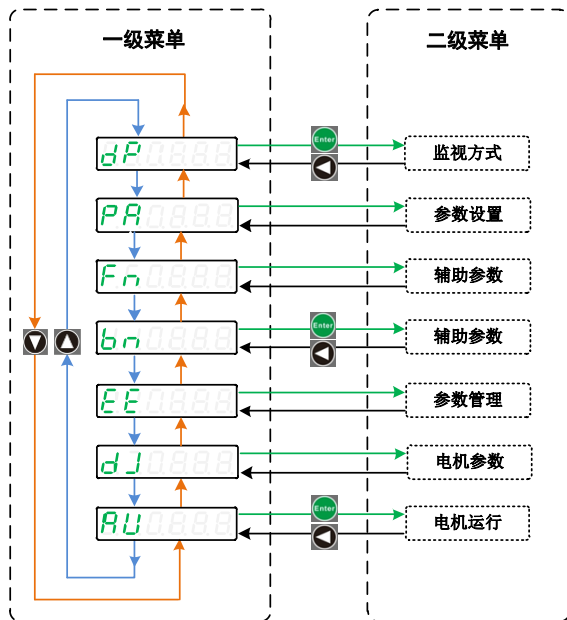 一级菜单
二级菜单
dP
Enter
监视方式
PA
参数设置
Fn
辅助参数
bn
Enter
辅助参数
EE
参数管理
dJ
电机参数
AU
Enter
电机运行